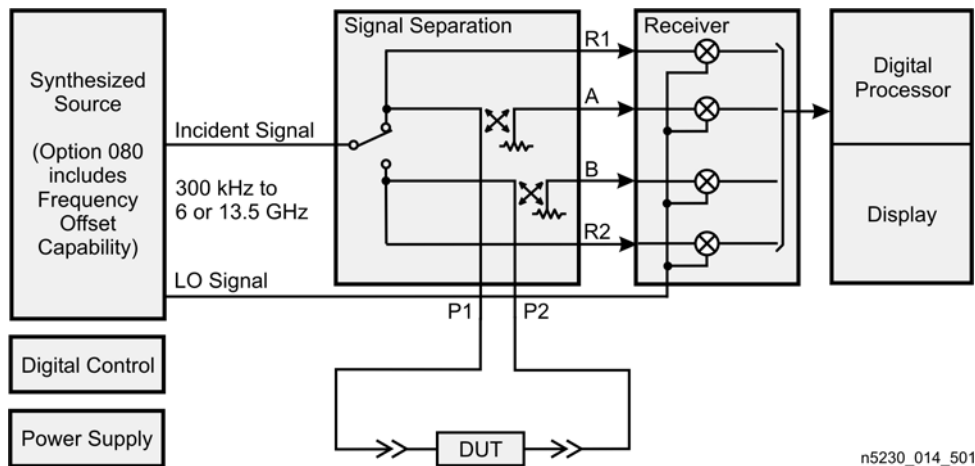 Synthesized
Source
(Option 080
includes
Frequency
Offset
Capability)
Incident Signal
300 kHz to
6 or 13.5 GHz
LO Signal
Signal Separation
R1
A
B
R2
P1
P2
Receiver
Digital
Processor
Display
Digital Control
Power Supply
DUT
n5230_014_501